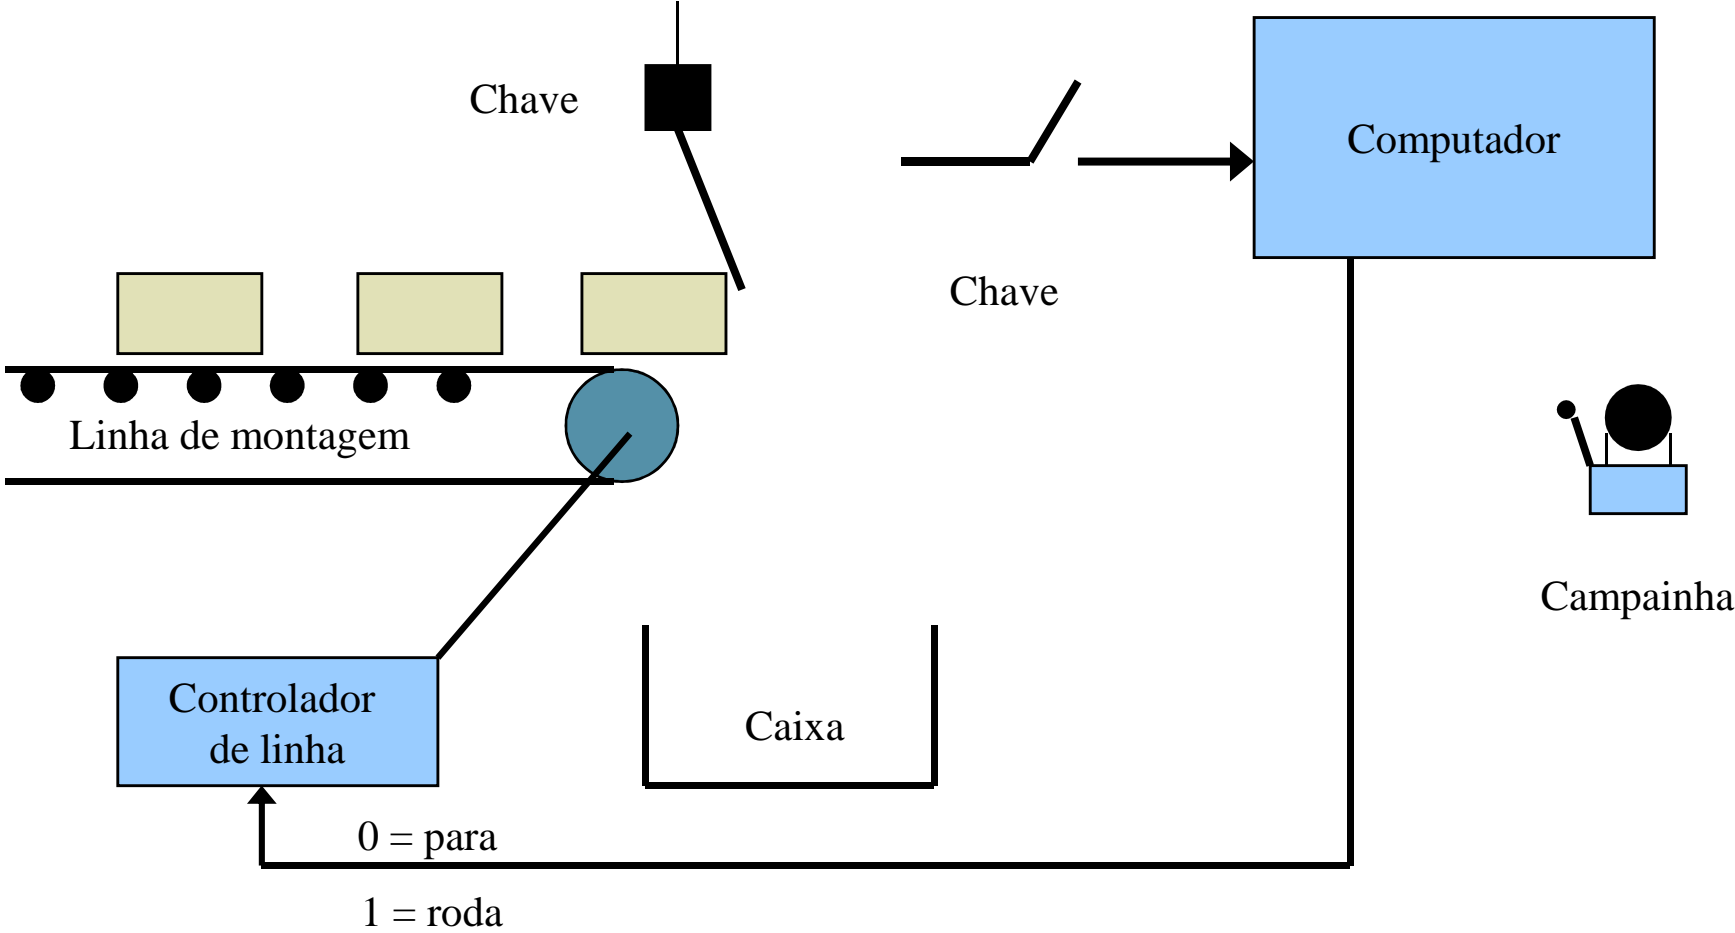 Chave
Computador
Chave
Linha de montagem
Campainha
Controlador
de linha
Caixa
0 = para
1 = roda